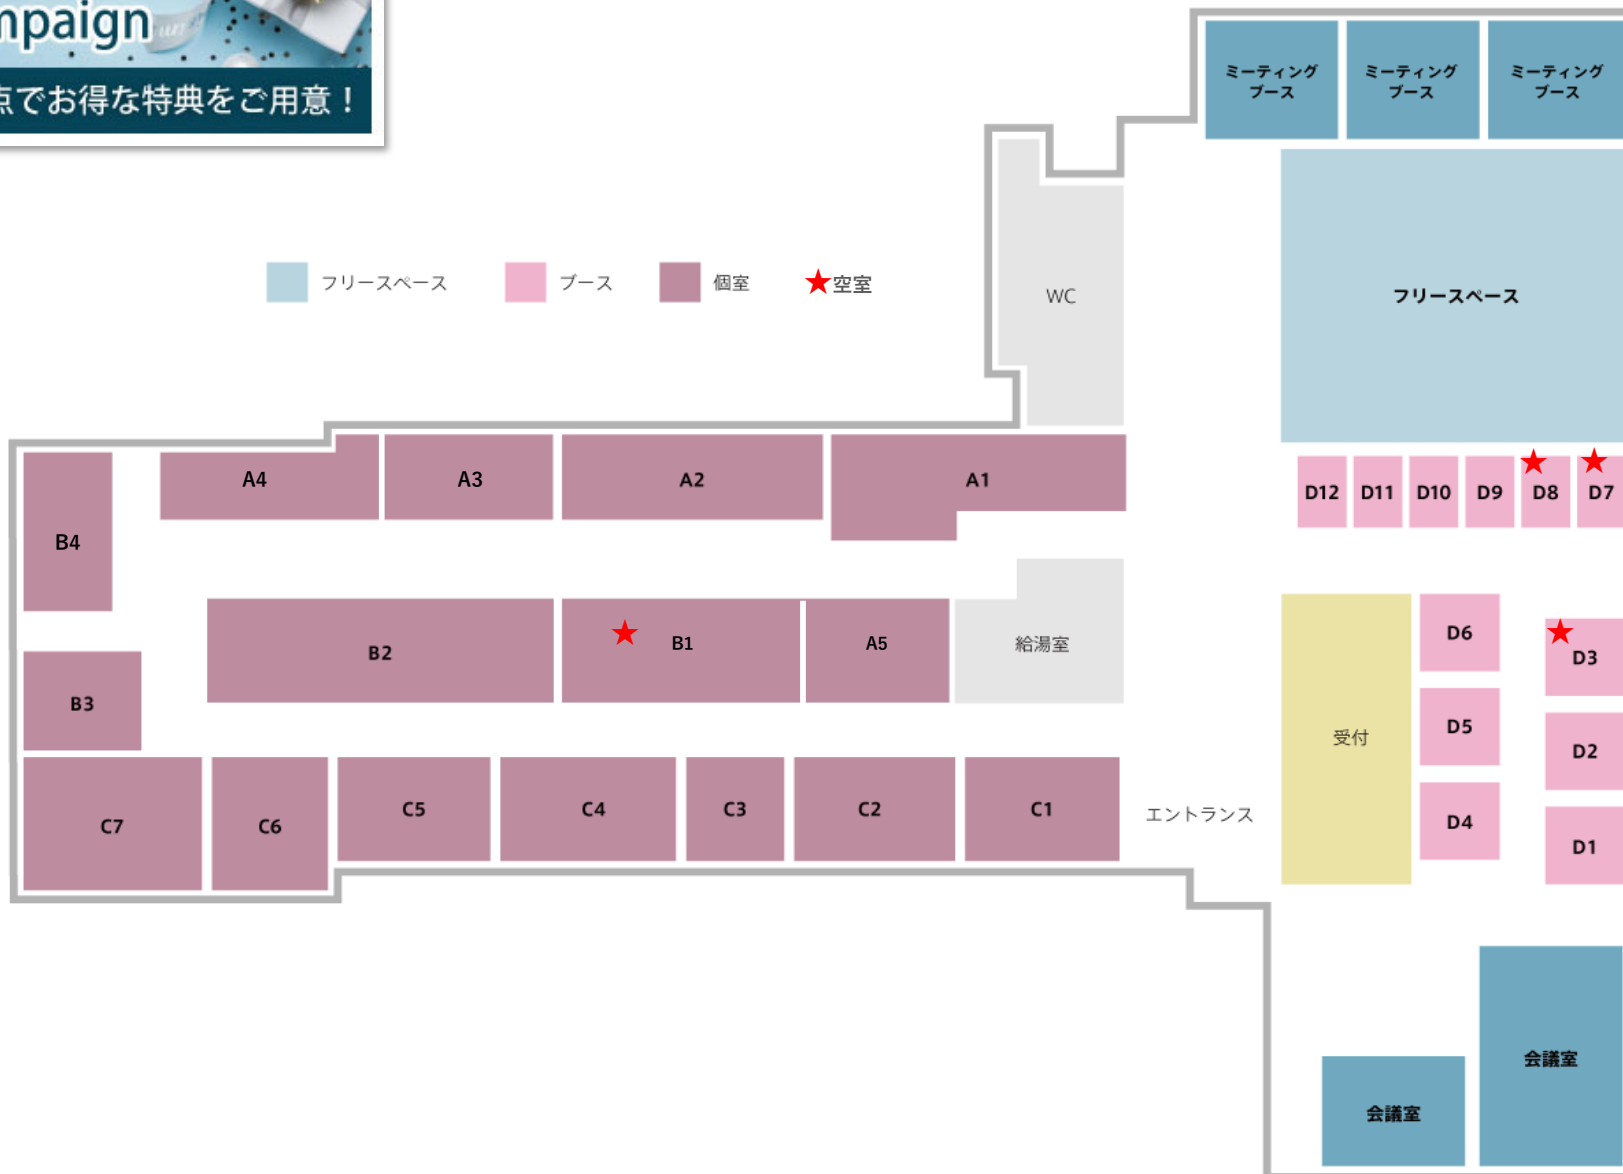 mpaign
点でお得な特典をご用意！
ミーティング
ブース
ミーティング
ブース
ミーティング
ブース
フリースペース
ブース
個室
★空室
WC
フリースペース
A4
A3
A2
A1
D12
D11
D10
D9
D8
D7
B4
B2
B1
A5
給湯室
D6
D3
B3
受付
D5
D2
C7
C6
C5
C4
C3
C2
C1
エントランス
D4
D1
会議室
会議室